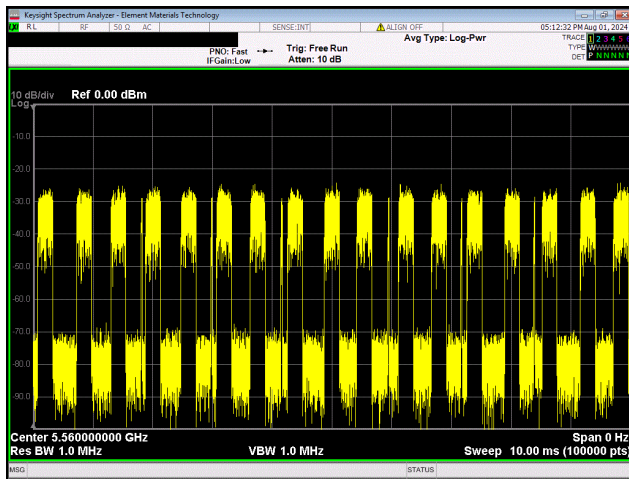 Keysight Spectrum Analyzer - Element Materials Technology
RL RF 50 Ω AC SENSE:INT ALIGN OFF 05:12:32 PM Aug 01, 2024
Avg Type: Log-Pwr TRACE 1 2 3 4 5
PNO: Fast Trig: Free Run TYPE W
IFGain:Low Atten: 10 dB DET P N N N N N
10 dB/div Ref 0.00 dBm
Log
-10.0
-20.0
-30.0
-40.0
-50.0
-60.0
-70.0
-80.0
-90.0
Center 5.560000000 GHz Span 0 Hz
Res BW 1.0 MHz VBW 1.0 MHz Sweep 10.00 ms (100000 pts)
MSG STATUS